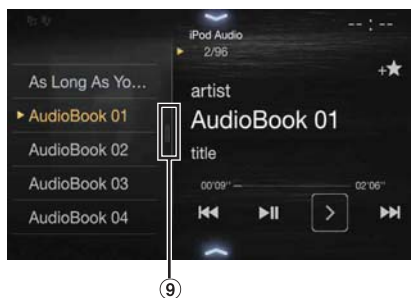 iPod Audio
-- : --
2/96
As Long As Yo...
artist
AudioBook 01
AudioBook 01
AudioBook 02
title
AudioBook 03
00'09"
02'06"
AudioBook 04
9